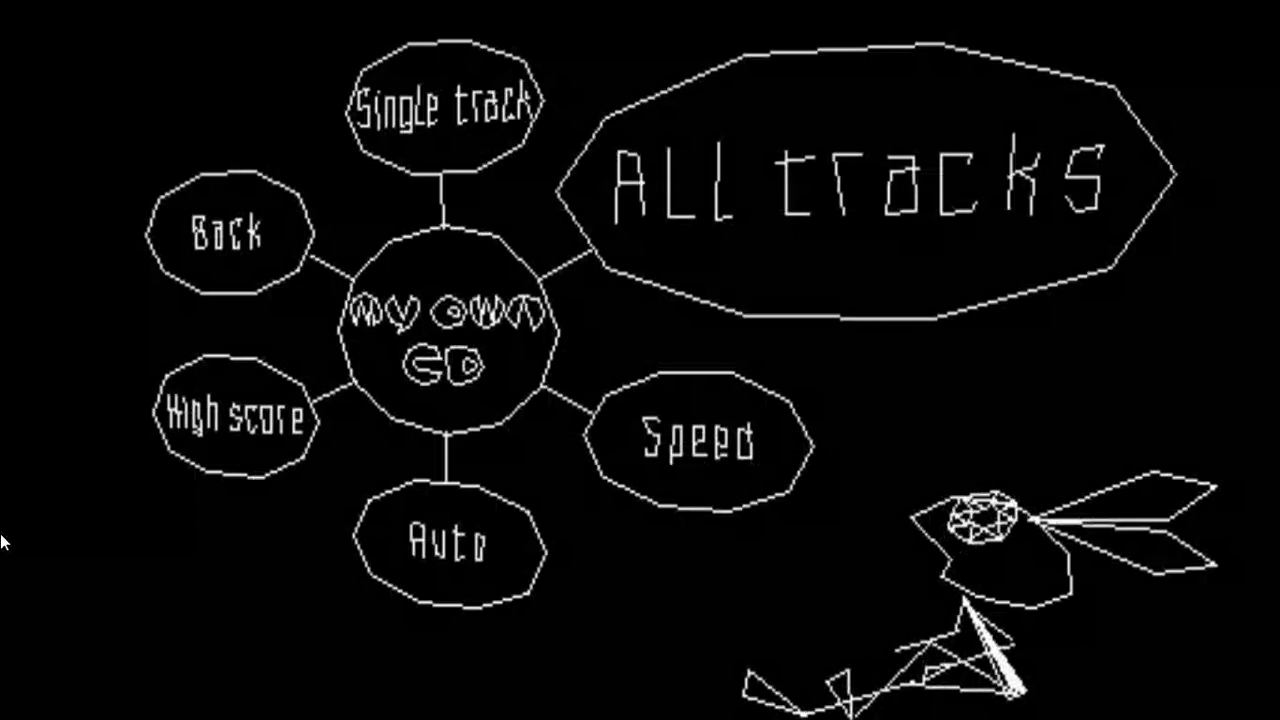 Single track
All tracks
Back
My own
CD
High score
Speed
Auto